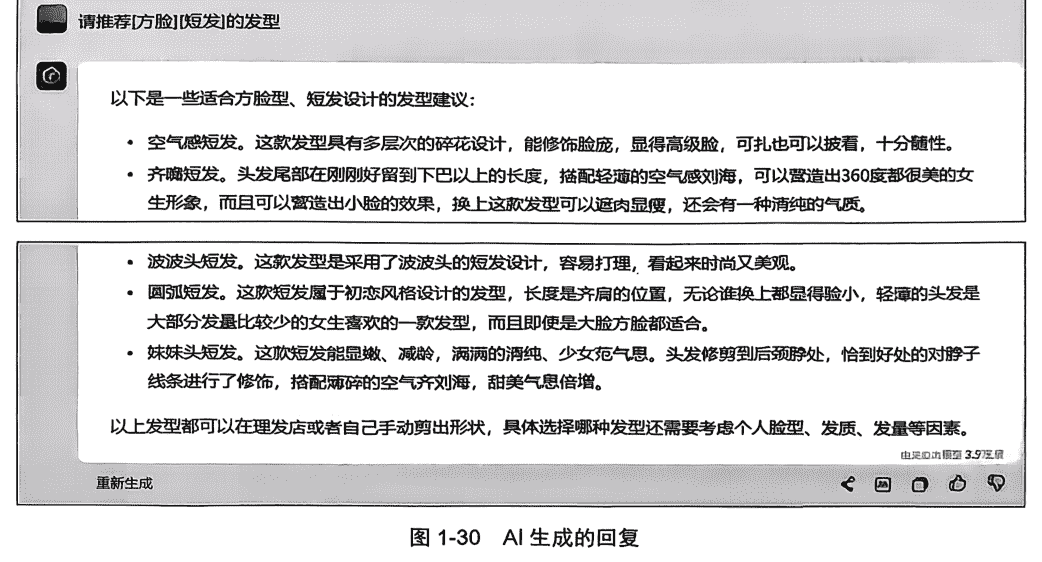 请推荐[方脸][短发]的发型
以下是一些适合方脸型、短发设计的发型建议：
• 空气感短发。这款发型具有多层次的碎花设计，能修饰脸庞，显得高级脸，可扎也可以披着，十分随性。
• 齐嘴短发。头发尾部在刚刚好留到下巴以上的长度，搭配轻薄的空气感刘海，可以营造出360度都很美的女
生形象，而且可以营造出小脸的效果，换上这款发型可以遮肉显瘦，还会有一种清纯的气质。
• 波波头短发。这款发型是采用了波波头的短发设计，容易打理，看起来时尚又美观。
• 圆弧短发。这款短发属于初恋风格设计的发型，长度是齐肩的位置，无论谁换上都显得脸小，轻薄的头发是
大部分发量比较少的女生喜欢的一款发型，而且即使是大脸方脸都适合。
• 妹妹头短发。这款短发能显嫩、减龄，满满的清纯、少女范气息。头发修剪到后颈脖处，恰到好处的对脖子
线条进行了修饰，搭配薄碎的空气齐刘海，甜美气息倍增。
以上发型都可以在理发店或者自己手动剪出形状，具体选择哪种发型还需要考虑个人脸型、发质、发量等因素。
重新生成
图 1-30 AI 生成的回复